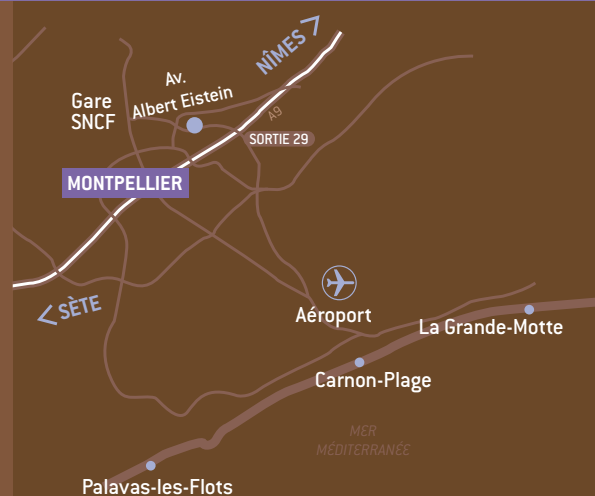 NÎMES
Av.
Albert Eistein
Gare
SNCF
A9
SORTIE 29
MONTPELLIER
SÈTE
Aéroport
La Grande-Motte
Carnon-Plage
MER
MÉDITERRANÉE
Palavas-les-Flots